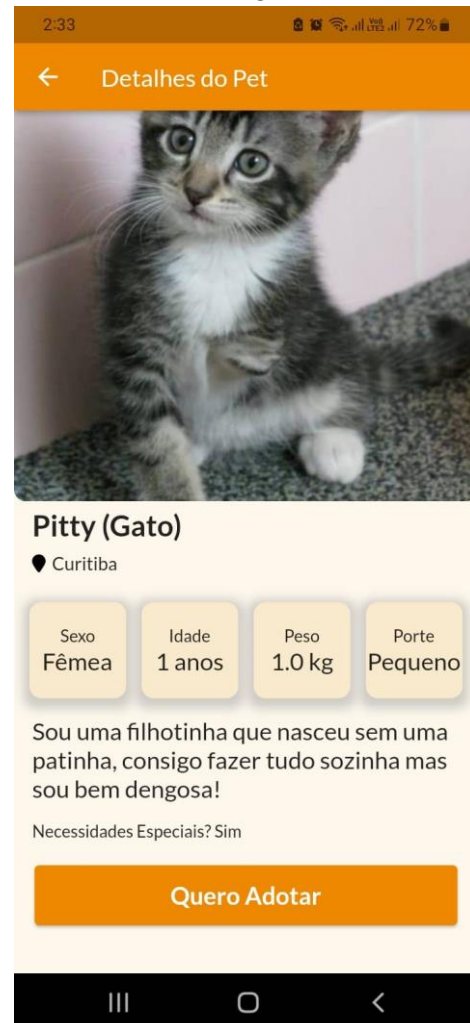 2:33
Vo) LTE2 72%
Detalhes do Pet
Pitty (Gato)
Curitiba
Sexo Idade Peso Porte
Fêmea 1 anos 1.0 kg Pequeno
Sou uma filhotinha que nasceu sem uma
patinha, consigo fazer tudo sozinha mas
sou bem dengosa!
Necessidades Especiais? Sim
Quero Adotar